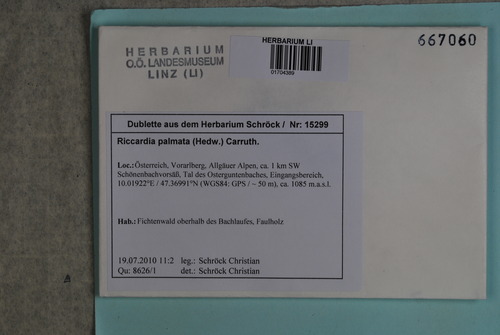 HERBARIUM
O.Ö. LANDESMUSEUM
LINZ (LI)
HERBARIUM LI
01704389
667060
Dublette aus dem Herbarium Schröck / Nr: 15299
Riccardia palmata (Hedw.) Carruth.
Loc.:Österreich, Vorarlberg, Allgäuer Alpen, ca. 1 km SW
Schönenbachvorsäß, Tal des Osterguntenbaches, Eingangsbereich,
10.01922°E / 47.36991°N (WGS84: GPS / ~ 50 m), ca. 1085 m.a.s.l.
Hab.: Fichtenwald oberhalb des Bachlaufes, Faulholz
19.07.2010 11:2 leg.: Schröck Christian
Qu: 8626/1 det.: Schröck Christian